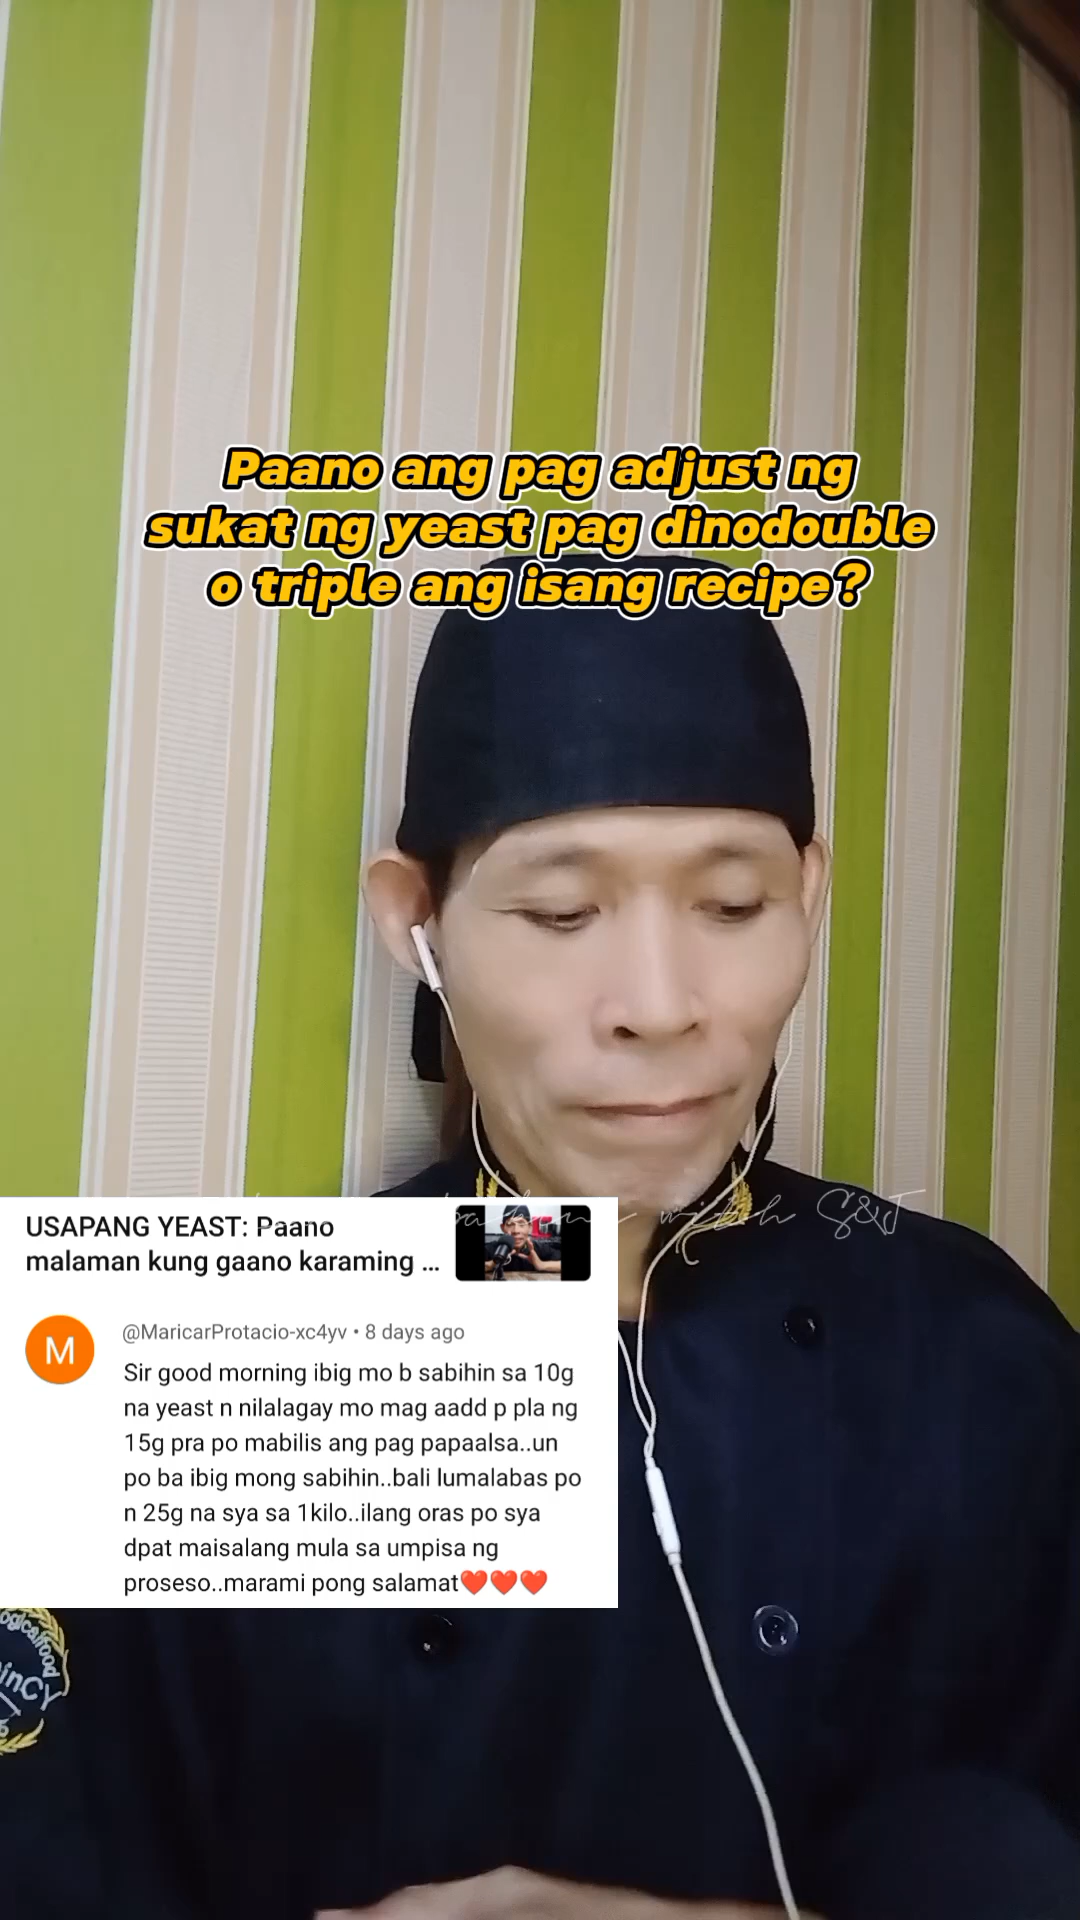 Paano ang pag adjust ng
sukat ng yeast pag dinodouble
o triple ang isang recipe?
with S&J
USAPANG YEAST: Paano
malaman kung gaano karaming ...
M
@MaricarProtacio-xc4yv • 8 days ago
Sir good morning ibig mo b sabihin sa 10g
na yeast n nilalagay mo mag aadd p pla ng
15g pra po mabilis ang pag papaalsa..un
po ba ibig mong sabihin..bali lumalabas po
n 25g na sya sa 1kilo..ilang oras po sya
dpat maisalang mula sa umpisa ng
proseso..marami pong salamat❤️❤️❤️